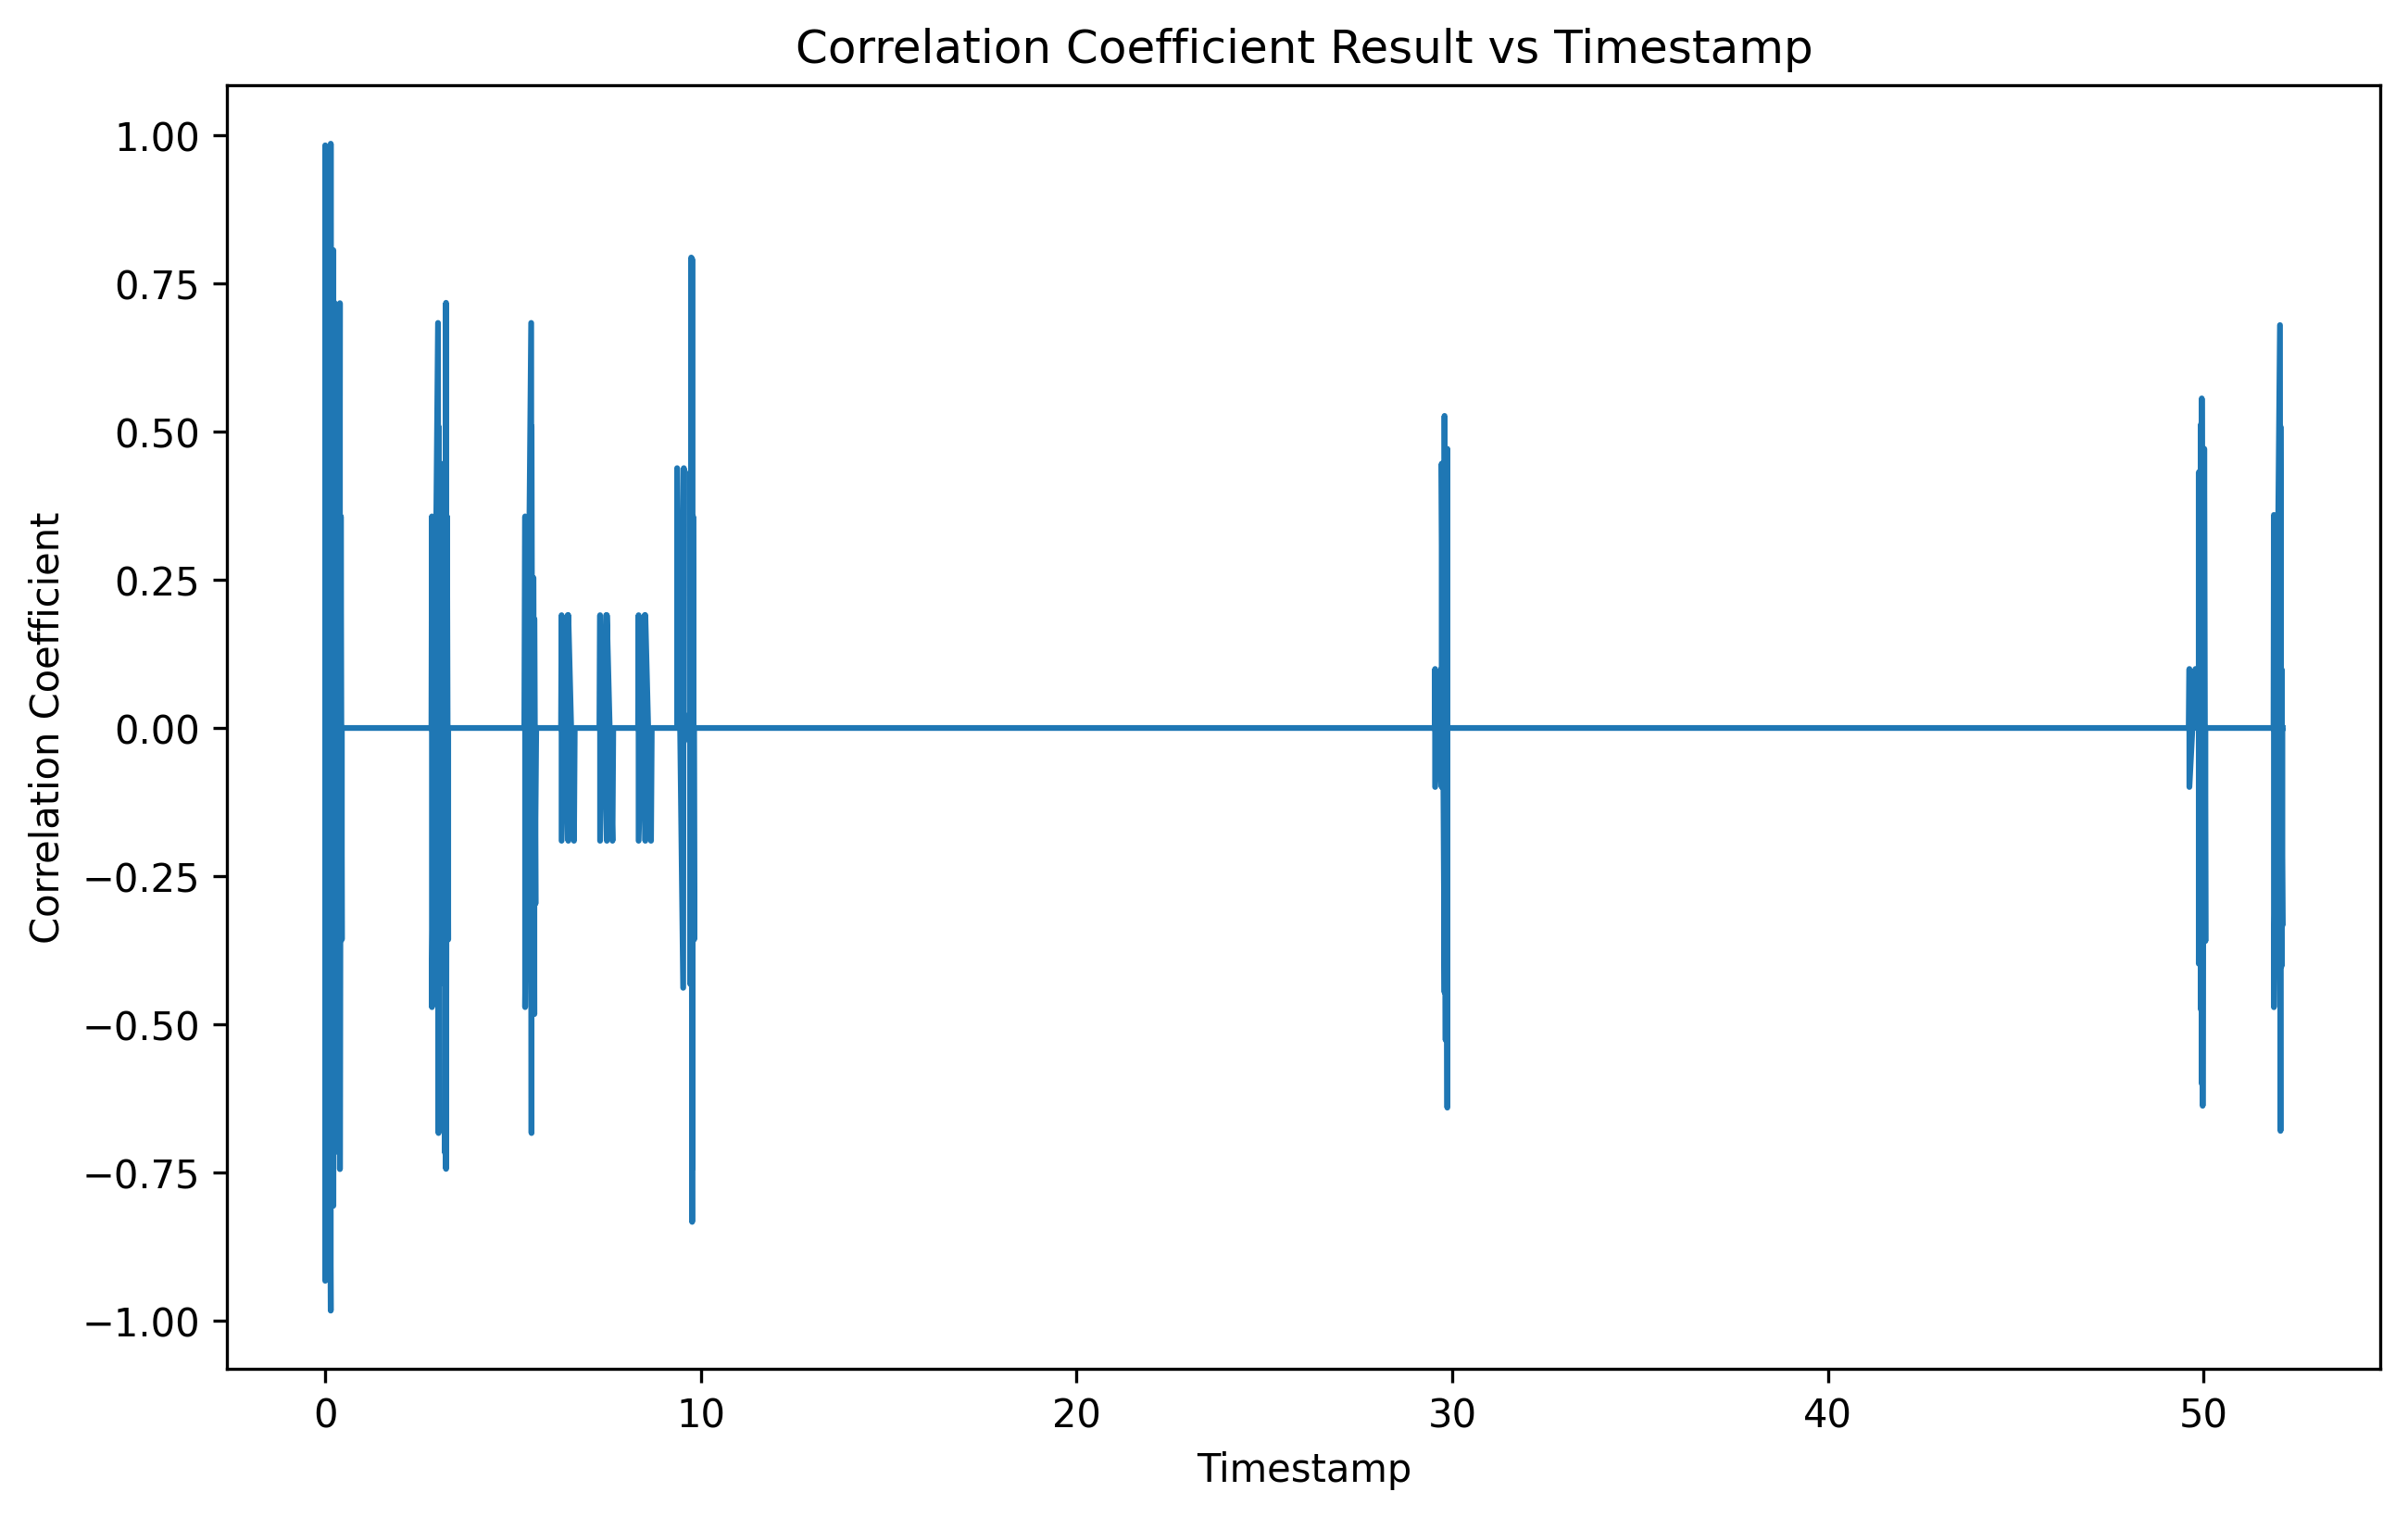 Correlation Coefficient Result vs Timestamp
Correlation Coefficient
1.00
0.75
0.50
0.25
0.00
−0.25
−0.50
−0.75
−1.00
0 10 20 30 40 50
Timestamp